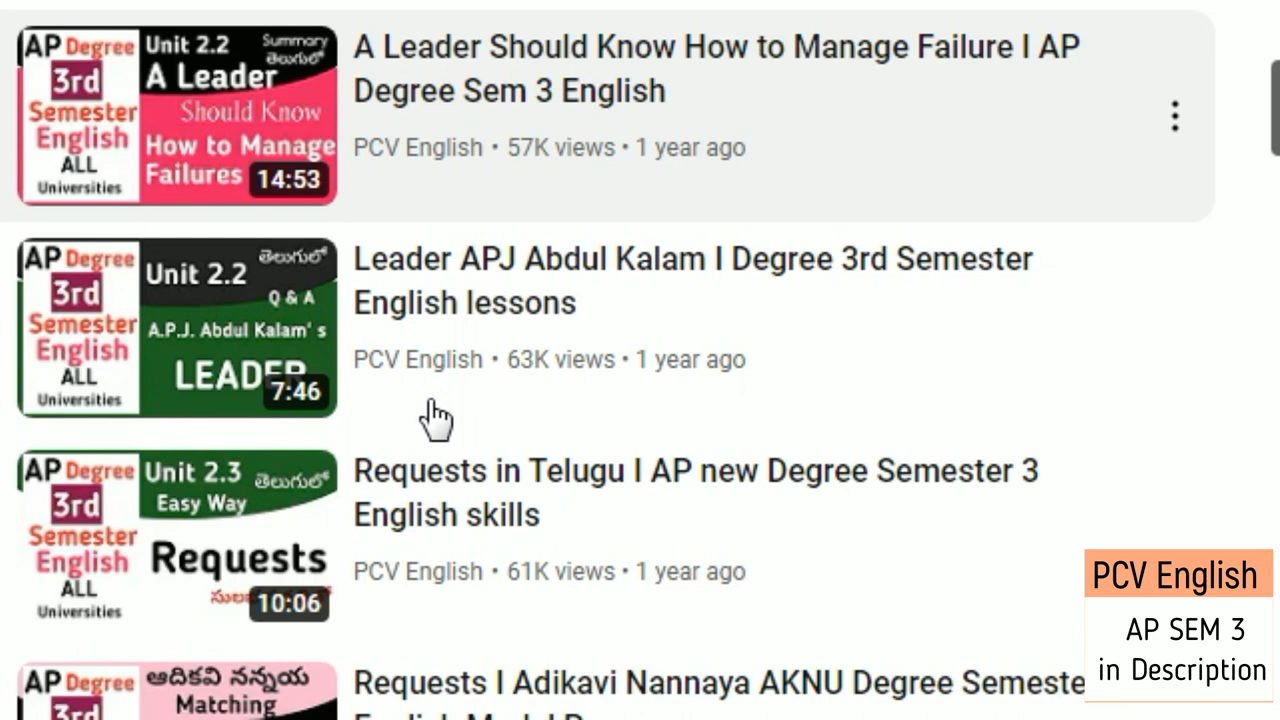 AP Degree
3rd
Semester
English
ALL
Universities
Unit 2.2
Summary
తెలుగులో
A Leader
Should Know
How to Manage
Failures
14:53
A Leader Should Know How to Manage Failure I AP
Degree Sem 3 English
PCV English • 57K views • 1 year ago
AP Degree
3rd
Semester
English
ALL
Universities
Unit 2.2
తెలుగులో
Q & A
A.P.J. Abdul Kalam' s
LEADER
7:46
Leader APJ Abdul Kalam I Degree 3rd Semester
English lessons
PCV English • 63K views • 1 year ago
AP Degree
3rd
Semester
English
ALL
Universities
Unit 2.3
తెలుగులో
Easy Way
Requests
10:06
Requests in Telugu I AP new Degree Semester 3
English skills
PCV English • 61K views • 1 year ago
AP Degree
3rd
ఆదికవి నన్నయ
Matching
Requests I Adikavi Nannaya AKNU Degree Semeste
PCV English
AP SEM 3
in Description